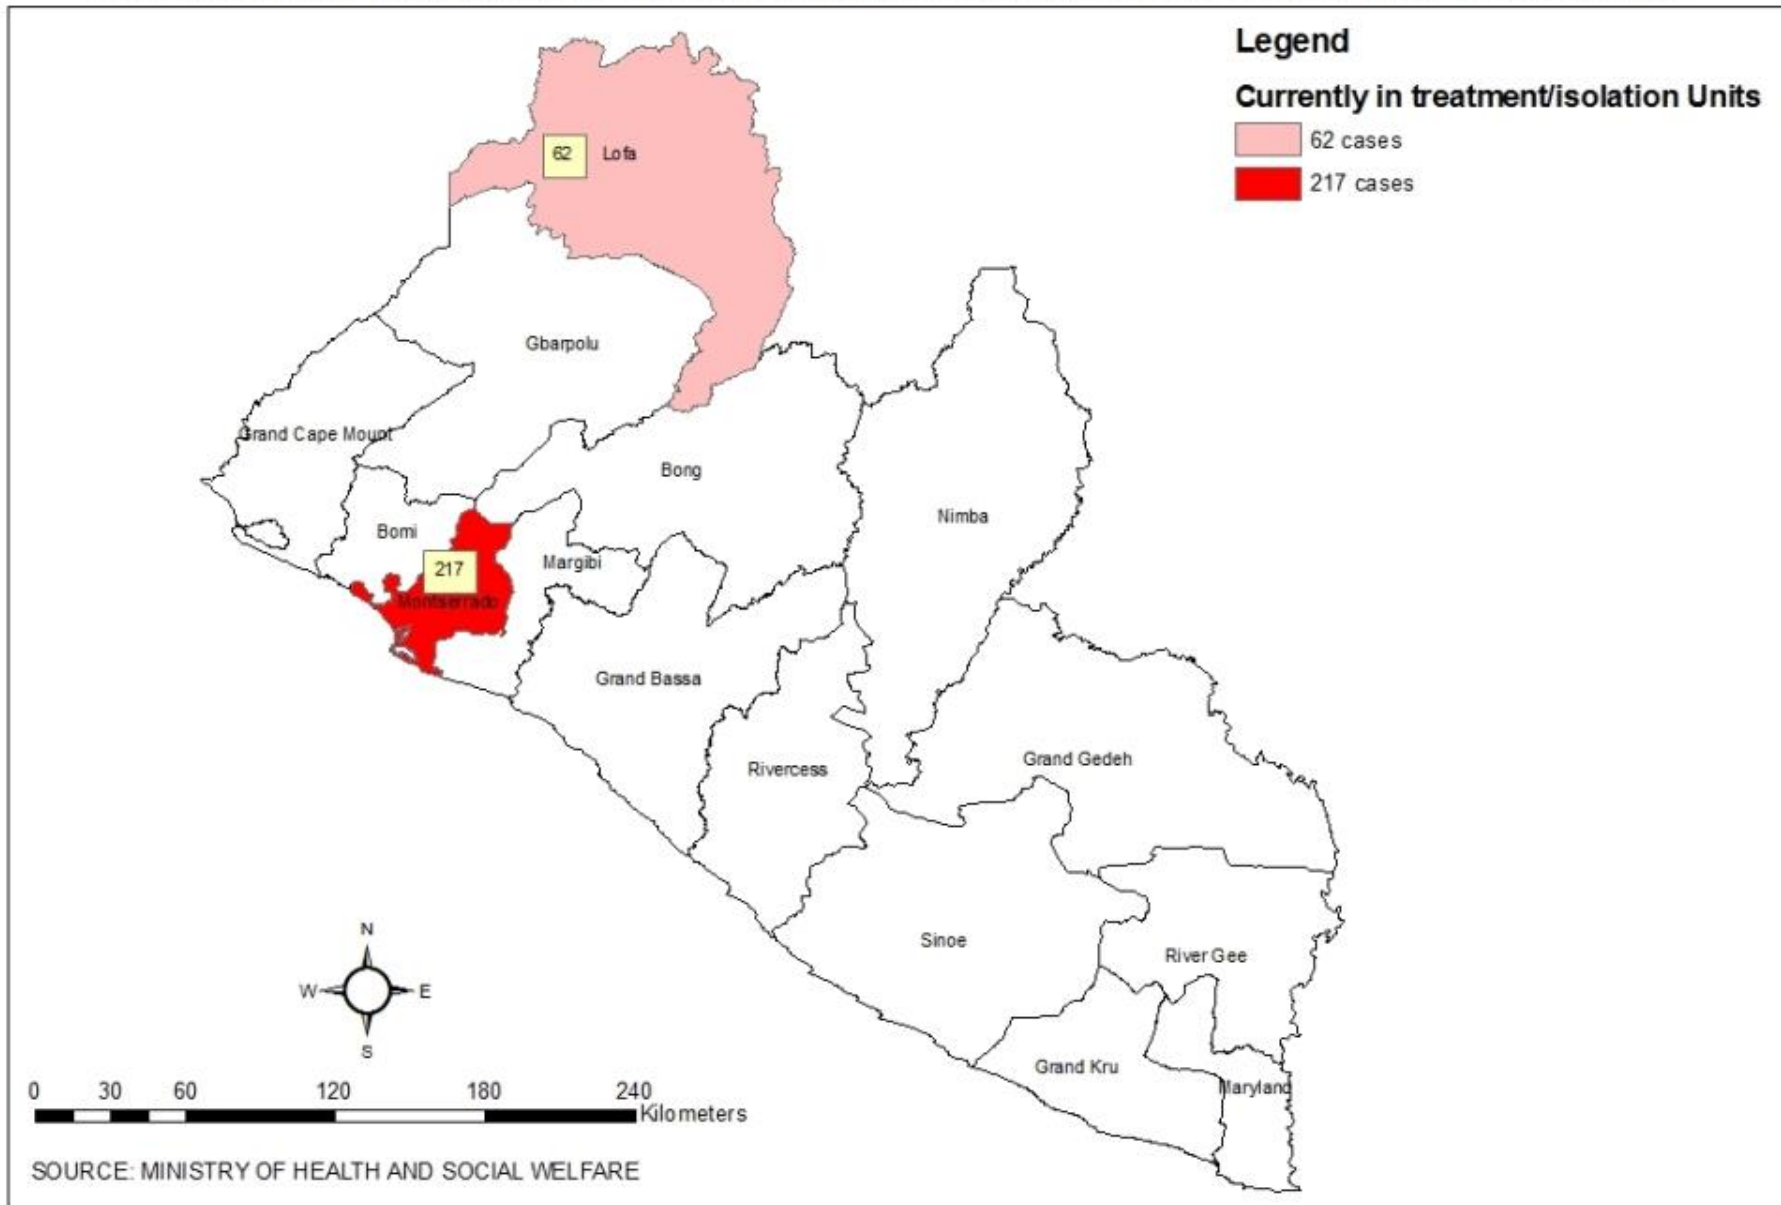 Legend
Currently in treatment/isolation Units
62 cases
217 cases
62 Lofa
Gbarpolu
Grand Cape Mount
Bong
Bomi
Nimba
Margibi
217
Montserrado
Grand Bassa
Rivercess
Grand Gedeh
Sinoe
River Gee
Grand Kru
Maryland
N
W E
S
0 30 60 120 180 240
Kilometers
SOURCE: MINISTRY OF HEALTH AND SOCIAL WELFARE